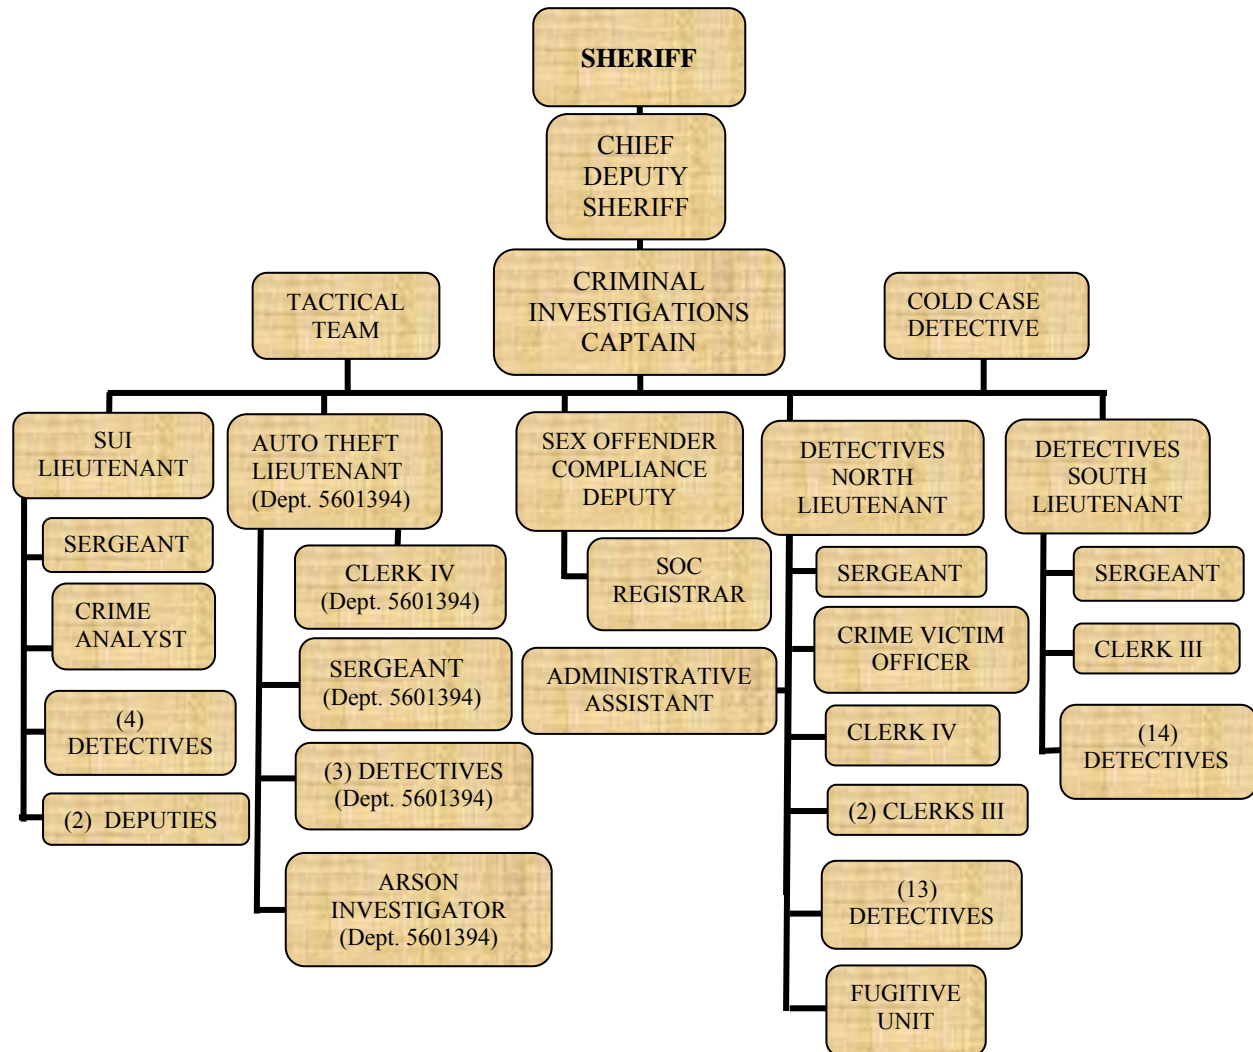 SHERIFF
CHIEF
DEPUTY
SHERIFF
CRIMINAL
INVESTIGATIONS
CAPTAIN
TACTICAL
TEAM
COLD CASE
DETECTIVE
SUI
LIEUTENANT
SERGEANT
CRIME
ANALYST
(4)
DETECTIVES
(2) DEPUTIES
AUTO THEFT
LIEUTENANT
(Dept. 5601394)
CLERK IV
(Dept. 5601394)
SERGEANT
(Dept. 5601394)
(3) DETECTIVES
(Dept. 5601394)
ARSON
INVESTIGATOR
(Dept. 5601394)
SEX OFFENDER
COMPLIANCE
DEPUTY
SOC
REGISTRAR
DETECTIVES
NORTH
LIEUTENANT
SERGEANT
CRIME VICTIM
OFFICER
ADMINISTRATIVE
ASSISTANT
CLERK IV
(2) CLERKS III
(13)
DETECTIVES
FUGITIVE
UNIT
DETECTIVES
SOUTH
LIEUTENANT
SERGEANT
CLERK III
(14)
DETECTIVES